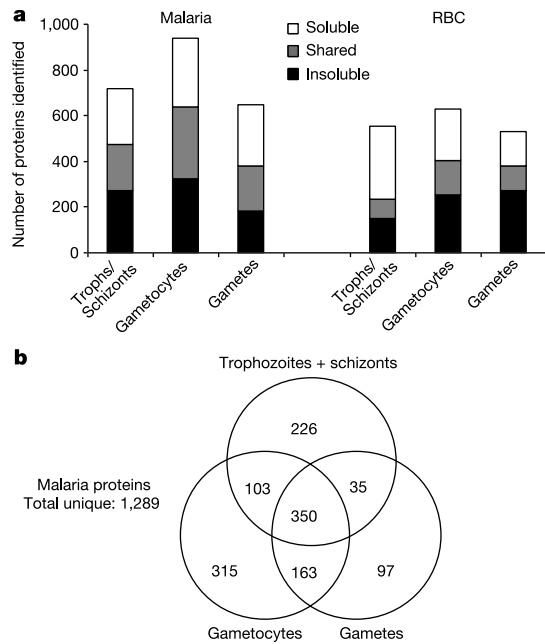 a
Malaria
RBC
Number of proteins identified
1,000
800
600
400
200
0
Soluble
Shared
Insoluble
Trophs/
Schizonts
Gametocytes
Gametes
Trophs/
Schizonts
Gametocytes
Gametes
b
Trophozoites + schizonts
Malaria proteins
Total unique: 1,289
226
103
35
350
315
163
97
Gametocytes
Gametes